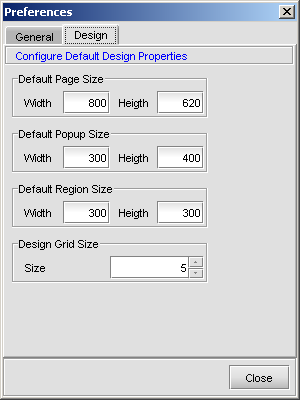 Preferences
General Design
Configure Default Design Properties
Default Page Size
Width 800 Heigth 620
Default Popup Size
Width 300 Heigth 400
Default Region Size
Width 300 Heigth 300
Design Grid Size
Size 5
Close